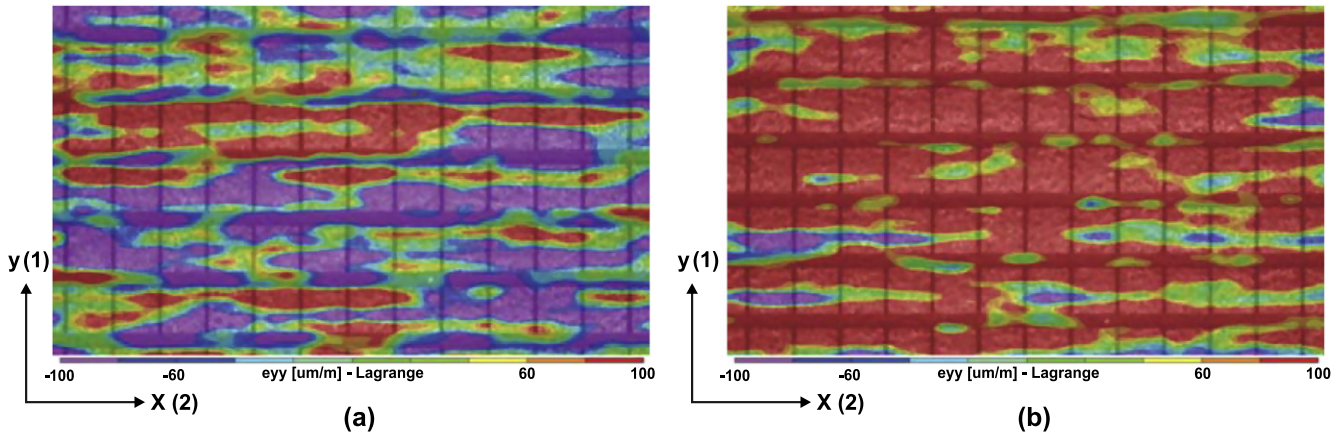 y (1)
-100 -60 eyy [um/m] - Lagrange 60 100
X (2)
(a)
y (1)
-100 -60 eyy [um/m] - Lagrange 60 100
X (2)
(b)